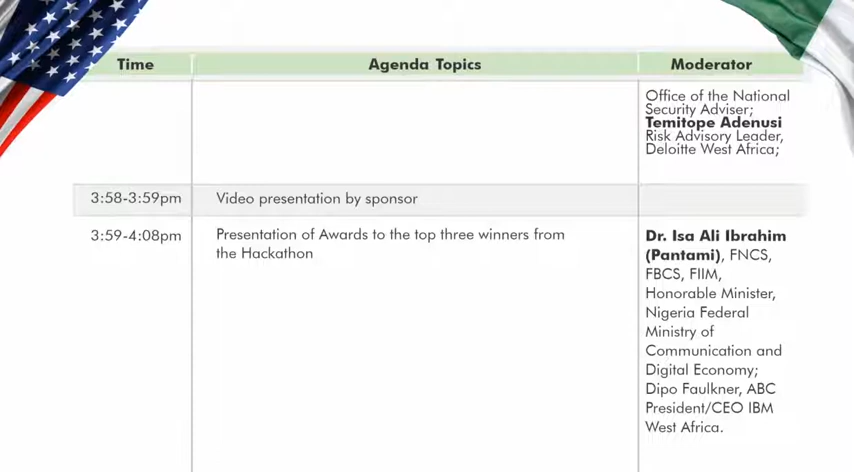 Time Agenda Topics Moderator
Office of the National
Security Adviser;
Temitope Adenusi
Risk Advisory Leader,
Deloitte West Africa;
3:58-3:59pm Video presentation by sponsor
3:59-4:08pm Presentation of Awards to the top three winners from
the Hackathon
Dr. Isa Ali Ibrahim
(Pantami), FNCS,
FBCS, FIIM,
Honorable Minister,
Nigeria Federal
Ministry of
Communication and
Digital Economy;
Dipo Faulkner, ABC
President/CEO IBM
West Africa.